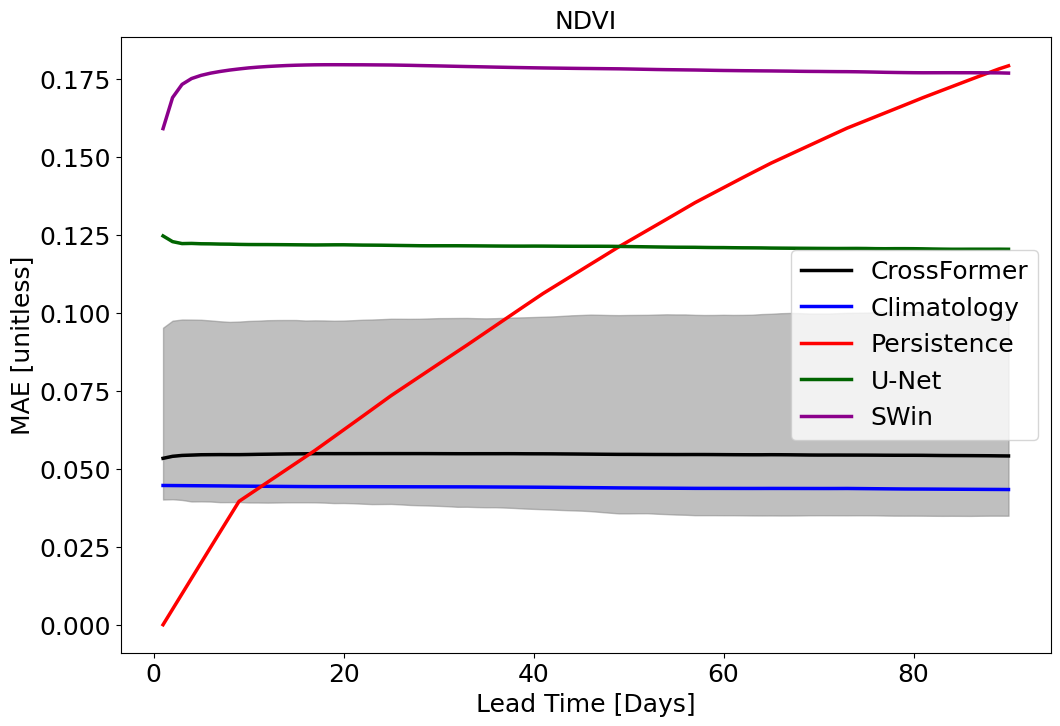 NDVI
MAE [unitless]
0.175
0.150
0.125
0.100
0.075
0.050
0.025
0.000
CrossFormer
Climatology
Persistence
U-Net
SWin
0
20
40
60
80
Lead Time [Days]